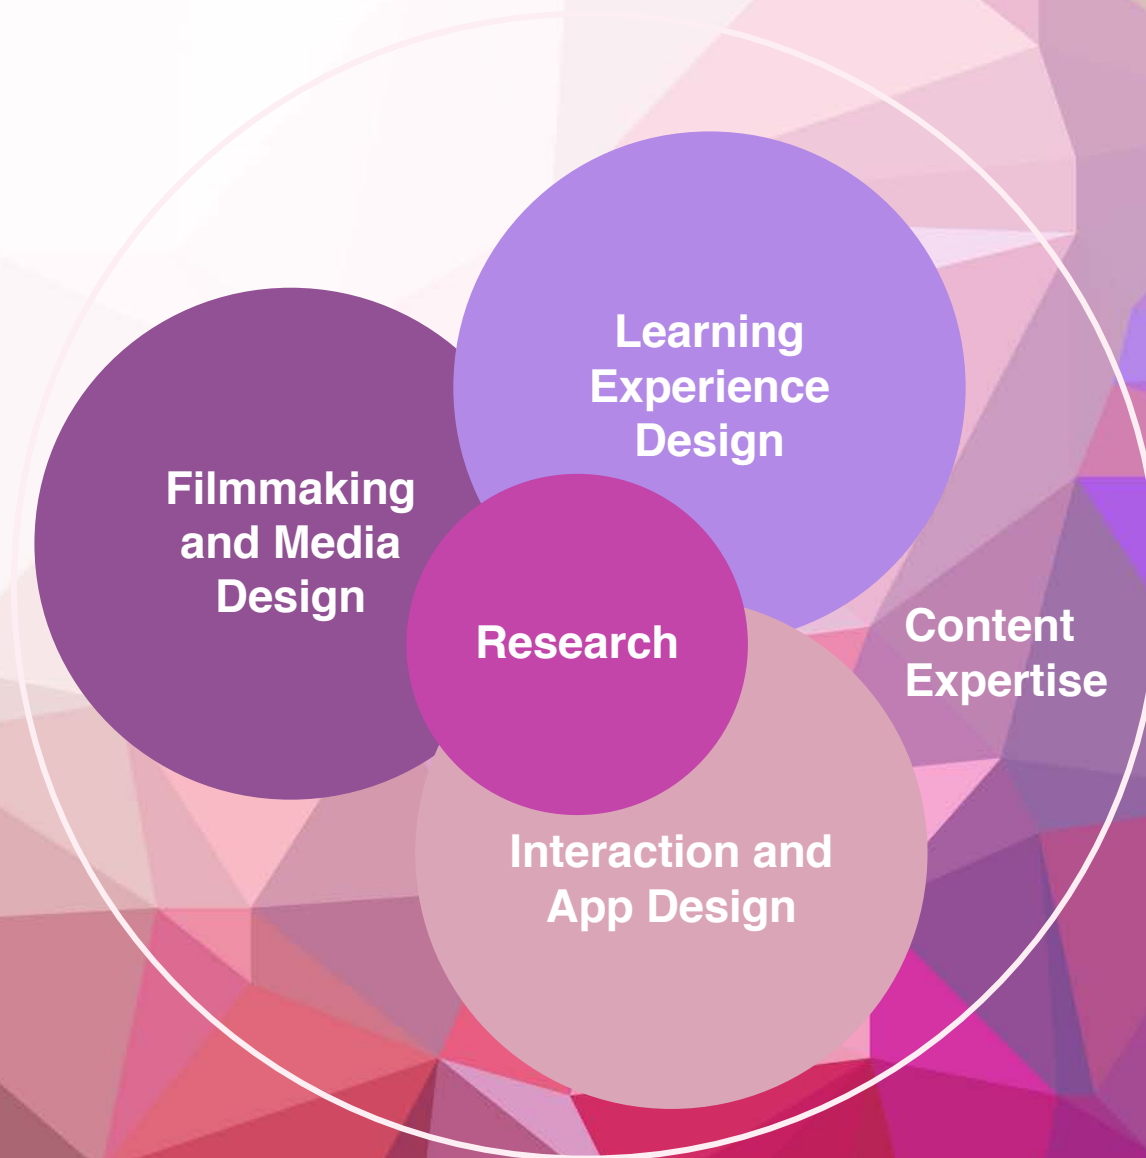 Learning
Experience
Design
Filmmaking
and Media
Design
Research
Content
Expertise
Interaction and
App Design